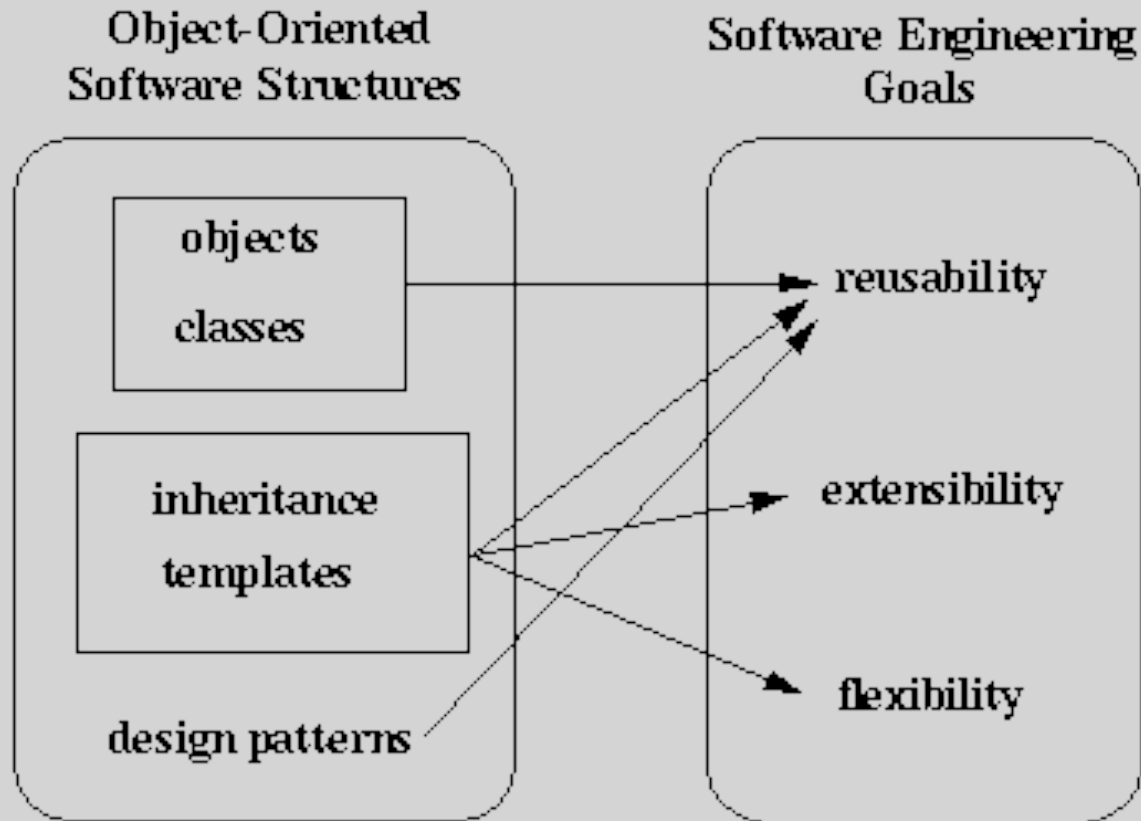 Object-Oriented
Software Structures
Software Engineering
Goals
objects
classes
inheritance
templates
design patterns
reusability
extensibility
flexibility